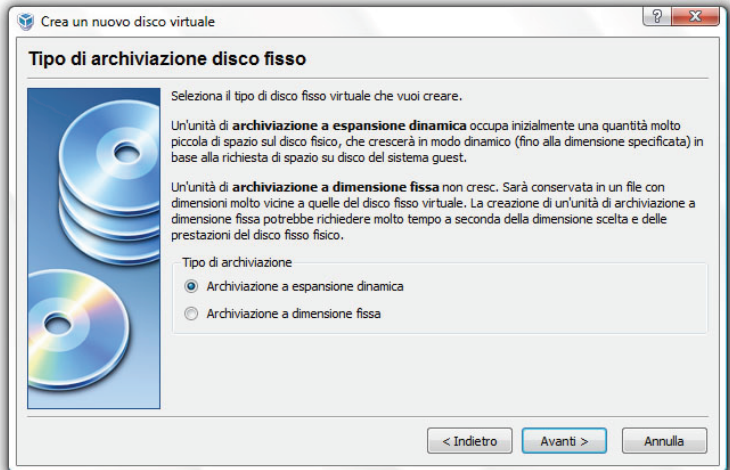 Crea un nuovo disco virtuale
Tipo di archiviazione disco fisso
Seleziona il tipo di disco fisso virtuale che vuoi creare.
Un'unità di archiviazione a espansione dinamica occupa inizialmente una quantità molto
piccola di spazio sul disco fisico, che crescerà in modo dinamico (fino alla dimensione specificata) in
base alla richiesta di spazio su disco del sistema guest.
Un'unità di archiviazione a dimensione fissa non cresc. Sarà conservata in un file con
dimensioni molto vicine a quelle del disco fisso virtuale. La creazione di un'unità di archiviazione a
dimensione fissa potrebbe richiedere molto tempo a seconda della dimensione scelta e delle
prestazioni del disco fisso fisico.
Tipo di archiviazione
Archiviazione a espansione dinamica
Archiviazione a dimensione fissa
< Indietro Avanti > Annulla